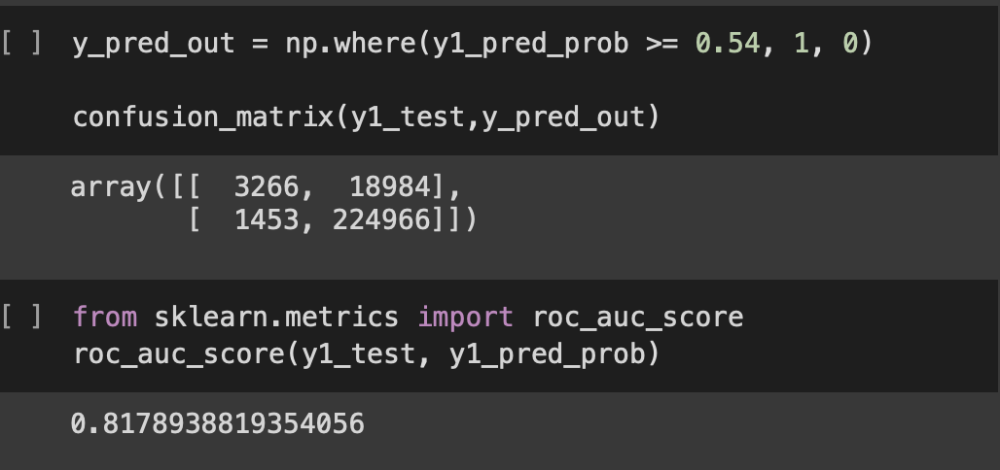 [ ] y_pred_out = np.where(y1_pred_prob >= 0.54, 1, 0)
confusion_matrix(y1_test,y_pred_out)
array([[  3266,  18984],
       [  1453, 224966]])
[ ] from sklearn.metrics import roc_auc_score
roc_auc_score(y1_test, y1_pred_prob)
0.8178938819354056